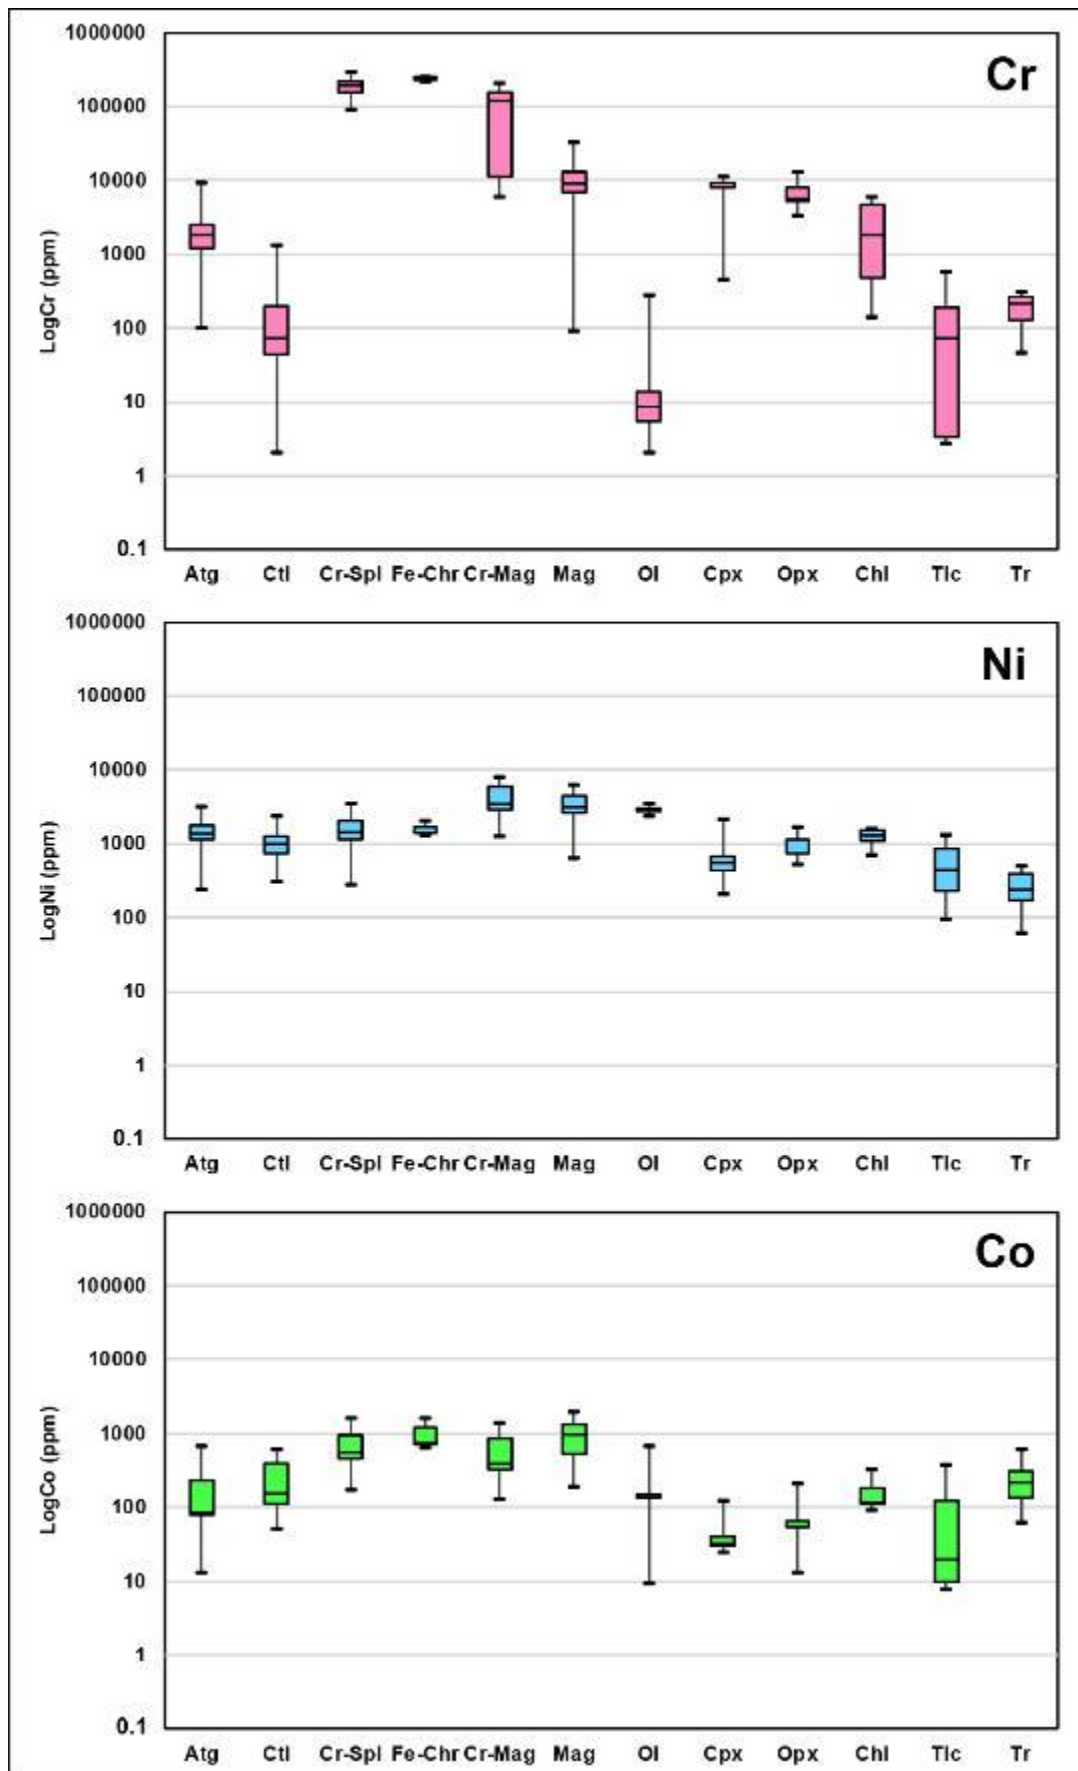 1000000
Cr
100000
10000
1000
100
10
1
0.1
LogCr (ppm)
Atg Ctl Cr-Spl Fe-Chr Cr-Mag Mag Ol Cpx Opx Chl Tlc Tr
1000000
Ni
100000
10000
1000
100
10
1
0.1
LogNi (ppm)
Atg Ctl Cr-Spl Fe-Chr Cr-Mag Mag Ol Cpx Opx Chl Tlc Tr
1000000
Co
100000
10000
1000
100
10
1
0.1
LogCo (ppm)
Atg Ctl Cr-Spl Fe-Chr Cr-Mag Mag Ol Cpx Opx Chl Tlc Tr